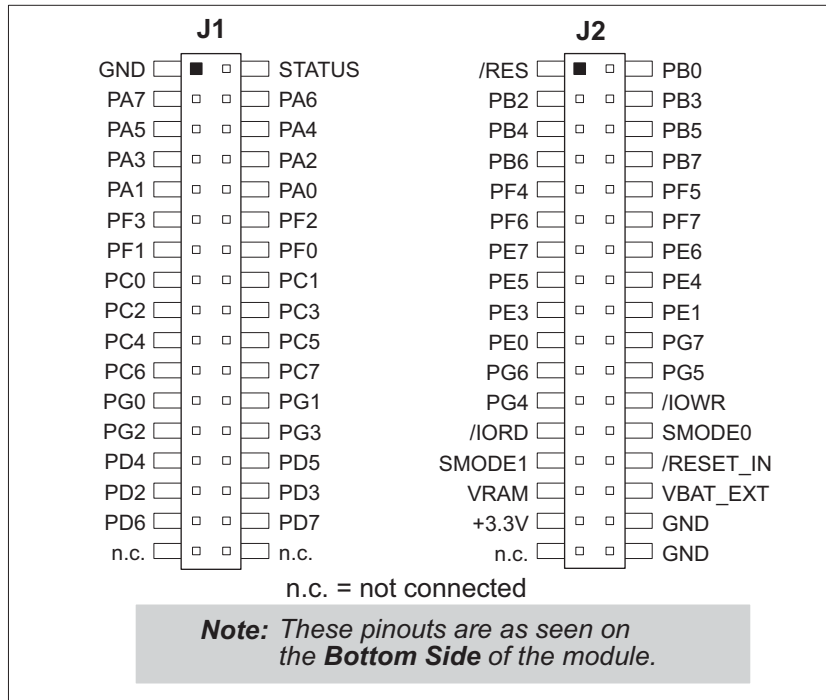 J1 J2
GND STATUS /RES PB0
PA7 PA6 PB2 PB3
PA5 PA4 PB4 PB5
PA3 PA2 PB6 PB7
PA1 PA0 PF4 PF5
PF3 PF2 PF6 PF7
PF1 PF0 PE7 PE6
PC0 PC1 PE5 PE4
PC2 PC3 PE3 PE1
PC4 PC5 PE0 PG7
PC6 PC7 PG6 PG5
PG0 PG1 PG4 /IOWR
PG2 PG3 /IORD SMODE0
PD4 PD5 SMODE1 /RESET_IN
PD2 PD3 VRAM VBAT_EXT
PD6 PD7 +3.3V GND
n.c. n.c. n.c. GND
n.c. = not connected
Note: These pinouts are as seen on
the Bottom Side of the module.